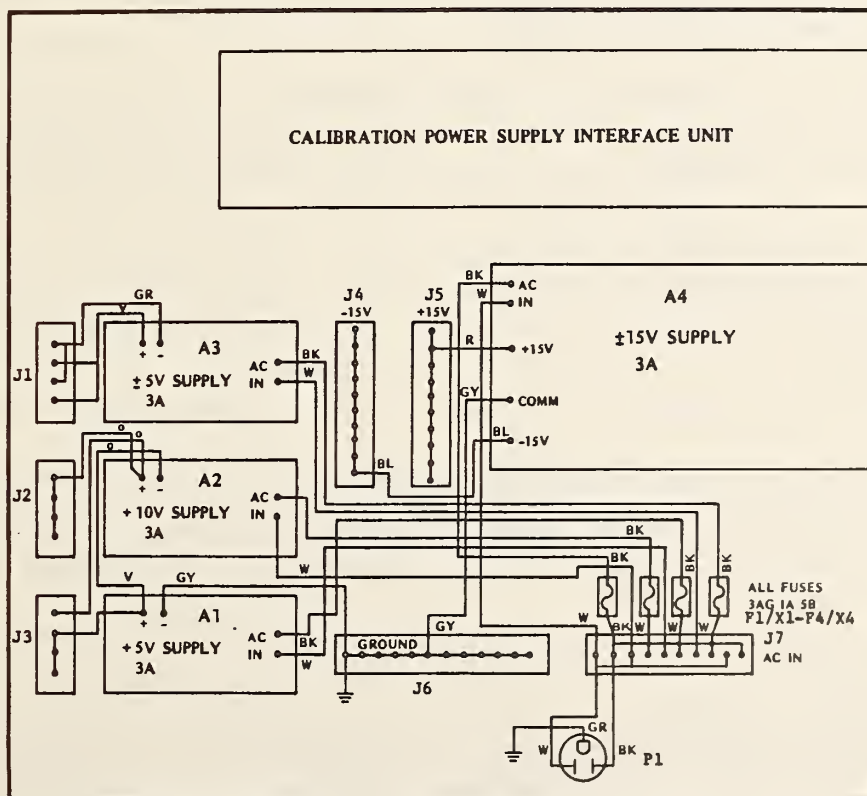 CALIBRATION POWER SUPPLY INTERFACE UNIT
GR
V
J1
+ -
A3
± 5V SUPPLY
3A
AC
IN
BK
W
J4
-15V
J5
+15V
BK
W
AC
IN
A4
±15V SUPPLY
3A
R
+15V
GY
COMM
BL
-15V
BL
O
O
O
J2
+ -
A2
+ 10V SUPPLY
3A
AC
IN
W
V
GY
J3
+ -
A1
+ 5V SUPPLY
3A
AC
IN
BK
W
GROUND
GY
J6
BK
BK
BK
BK
ALL FUSES
3AG 1A SB
F1/X1-F4/X4
W
BK
W
W
W
J7
AC IN
GR
W
BK
P1